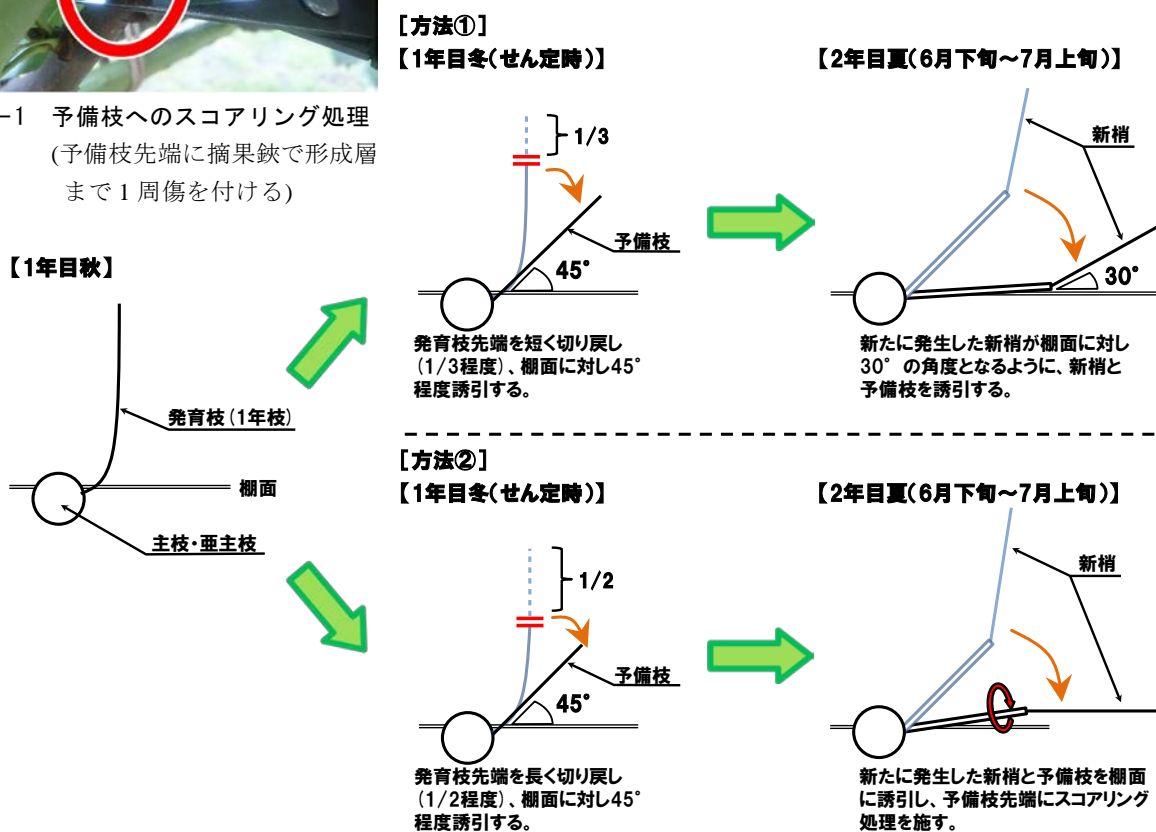 -1 予備枝へのスコアリング処理
(予備枝先端に摘果鋏で形成層
まで1周傷を付ける)
【1年目秋】
発育枝(1年枝)
棚面
主枝・亜主枝
[方法①]
【1年目冬(せん定時)】
1/3
予備枝
45°
発育枝先端を短く切り戻し
(1/3程度)、棚面に対し45°
程度誘引する。
【2年目夏(6月下旬～7月上旬)】
新梢
30°
新たに発生した新梢が棚面に対し
30°の角度となるように、新梢と
予備枝を誘引する。
[方法②]
【1年目冬(せん定時)】
1/2
予備枝
45°
発育枝先端を長く切り戻し
(1/2程度)、棚面に対し45°
程度誘引する。
【2年目夏(6月下旬～7月上旬)】
新梢
新たに発生した新梢と予備枝を棚面
に誘引し、予備枝先端にスコアリング
処理を施す。